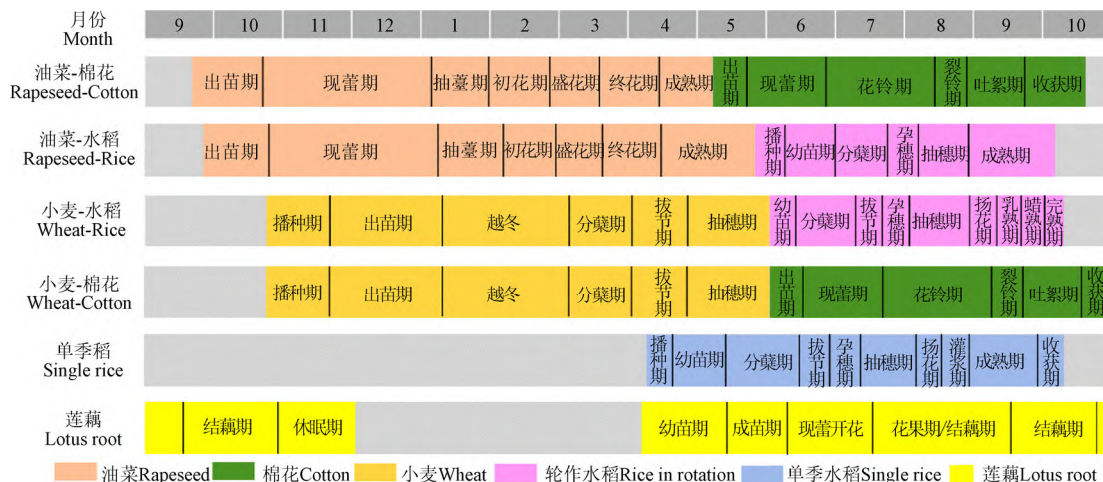 月份 9 10 11 12 1 2 3 4 5 6 7 8 9 10
Month
油菜-棉花 出苗期 现蕾期 抽薹期 初花期 盛花期 终花期 成熟期 出苗期 现蕾期 花铃期 裂铃期 吐絮期 收获期
Rapeseed-Cotton
油菜-水稻 出苗期 现蕾期 抽薹期 初花期 盛花期 终花期 成熟期 播种期 幼苗期 分蘖期 孕穗期 抽穗期 成熟期
Rapeseed-Rice
小麦-水稻 播种期 出苗期 越冬 分蘖期 拔节期 抽穗期 幼苗期 分蘖期 拔节期 孕穗期 抽穗期 扬花期 乳熟期 蜡熟期 完熟期
Wheat-Rice
小麦-棉花 播种期 出苗期 越冬 分蘖期 拔节期 抽穗期 出苗期 现蕾期 花铃期 裂铃期 吐絮期 收获期
Wheat-Cotton
单季稻 播种期 幼苗期 分蘖期 拔节期 孕穗期 抽穗期 扬花期 灌浆期 成熟期 收获期
Single rice
莲藕 结藕期 休眠期 幼苗期 成苗期 现蕾开花 花果期/结藕期 结藕期
Lotus root
油菜Rapeseed 棉花Cotton 小麦Wheat 轮作水稻Rice in rotation 单季水稻Single rice 莲藕Lotus root